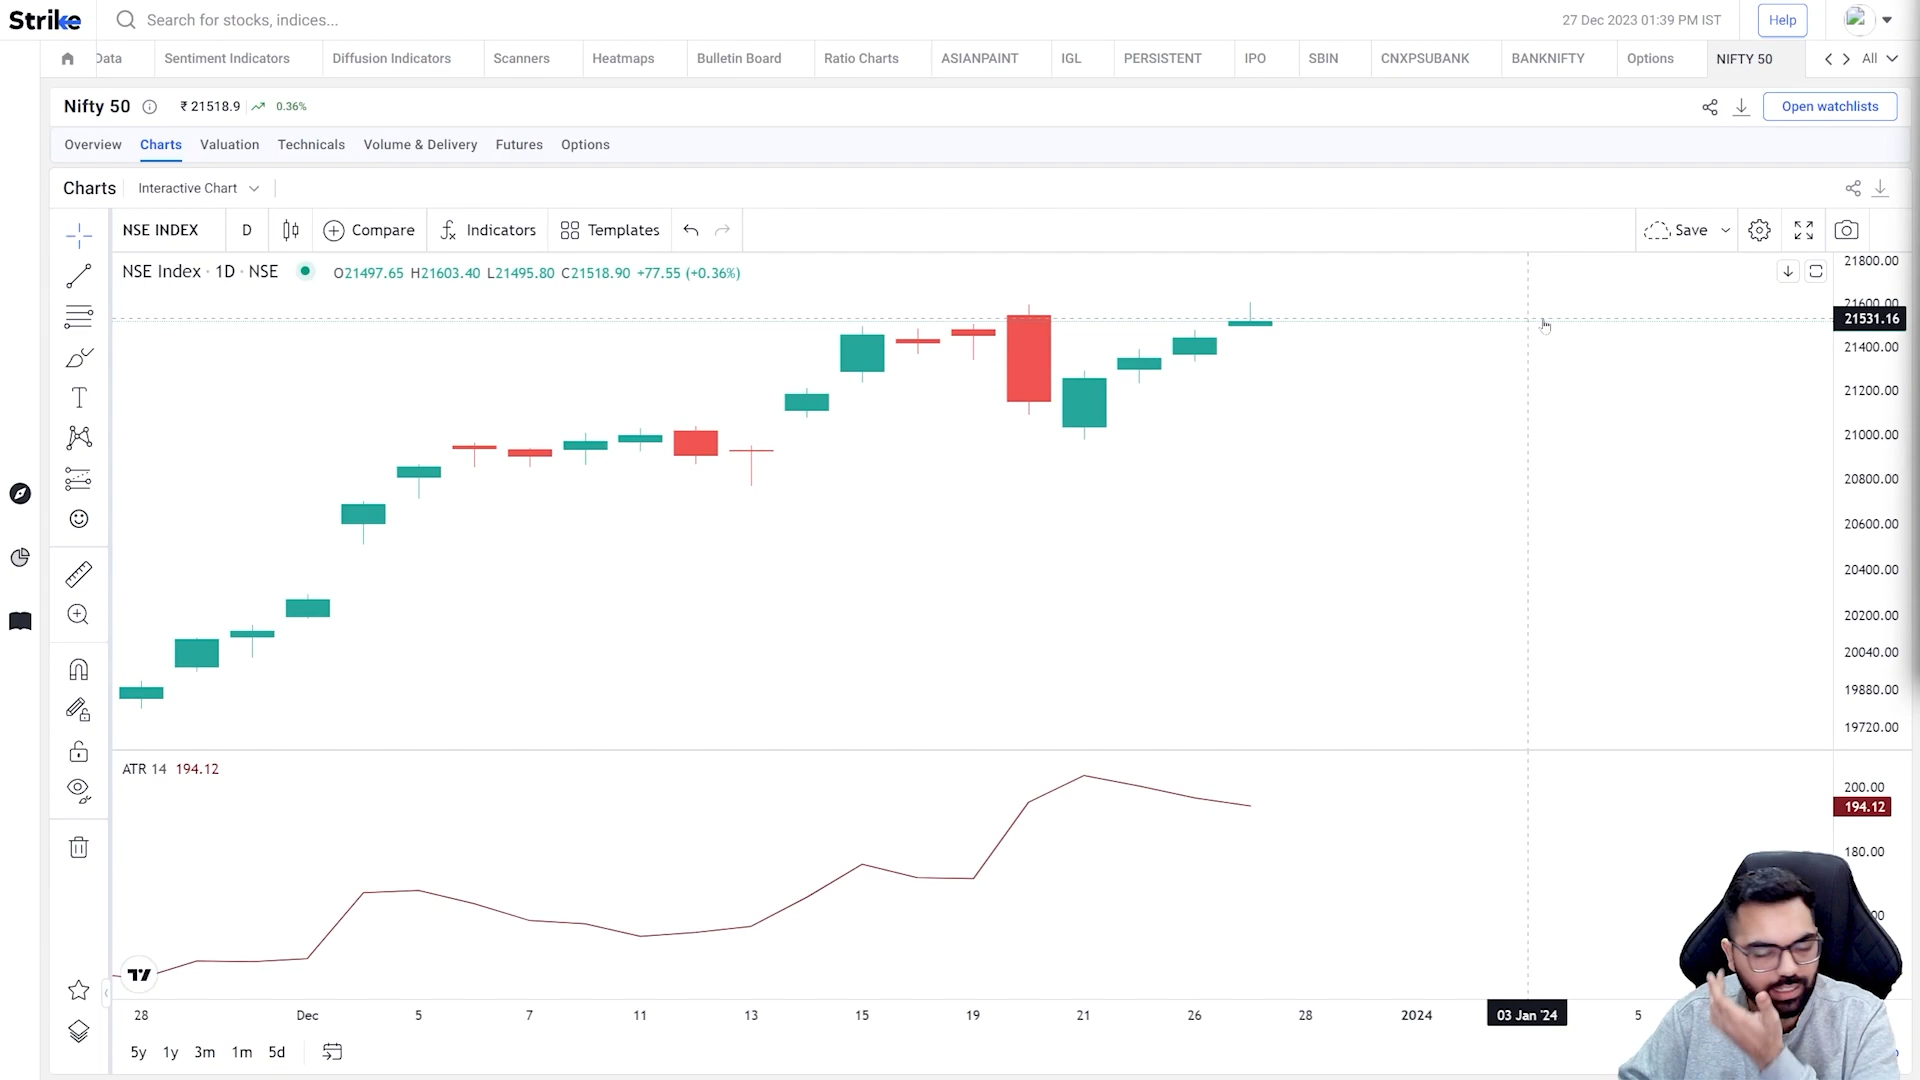 Strike
Search for stocks, indices...
27 Dec 2023 01:39 PM IST
Help
Data
Sentiment Indicators
Diffusion Indicators
Scanners
Heatmaps
Bulletin Board
Ratio Charts
ASIANPAINT
IGL
PERSISTENT
IPO
SBIN
CNXPSUBANK
BANKNIFTY
Options
NIFTY 50
All
Nifty 50 ₹ 21518.9 0.36%
Open watchlists
Overview Charts Valuation Technicals Volume & Delivery Futures Options
Charts Interactive Chart
NSE INDEX D Compare Indicators Templates Save
NSE Index · 1D · NSE O21497.65 H21603.40 L21495.80 C21518.90 +77.55 (+0.36%)
21800.00
21600.00
21531.16
21400.00
21200.00
21000.00
20800.00
20600.00
20400.00
20200.00
20040.00
19880.00
19720.00
ATR 14 194.12
200.00
194.12
180.00
28 Dec 5 7 11 13 15 19 21 26 28 2024 03 Jan '24 5
5y 1y 3m 1m 5d